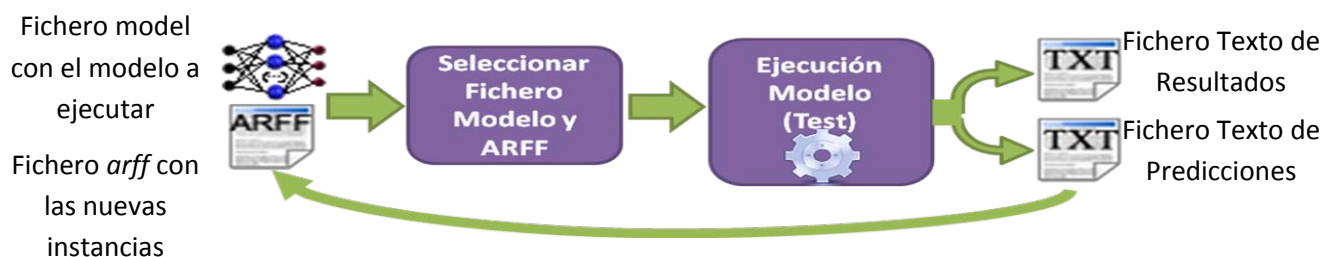 Fichero model
con el modelo a
ejecutar
ARFF
Fichero arff con
las nuevas
instancias
Seleccionar
Fichero
Modelo y
ARFF
Ejecución
Modelo
(Test)
TXT
Fichero Texto de
Resultados
TXT
Fichero Texto de
Predicciones